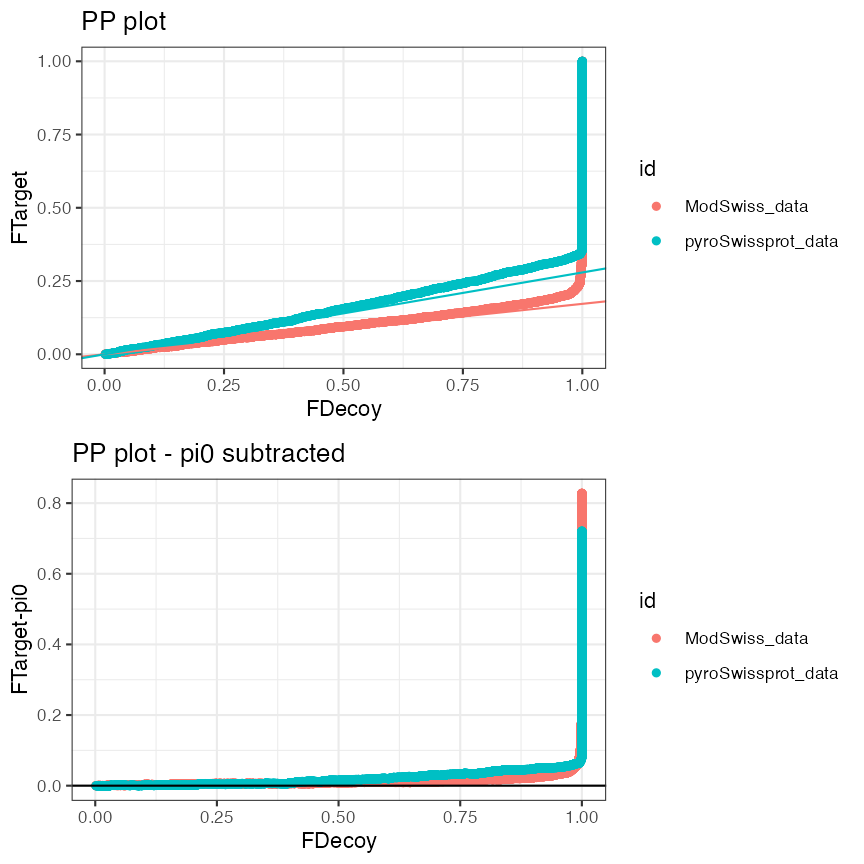 PP plot
1.00
0.75
0.50
0.25
0.00
FTarget
0.00 0.25 0.50 0.75 1.00
FDecoy
id
ModSwiss_data
pyroSwissprot_data
PP plot - pi0 subtracted
0.8
0.6
0.4
0.2
0.0
FTarget-pi0
0.00 0.25 0.50 0.75 1.00
FDecoy
id
ModSwiss_data
pyroSwissprot_data